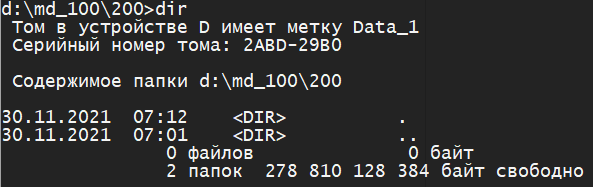 d:\md_100\200>dir
Том в устройстве D имеет метку Data_1
Серийный номер тома: 2ABD-29B0
Содержимое папки d:\md_100\200
30.11.2021  07:12    <DIR>          .
30.11.2021  07:01    <DIR>          ..
0 файлов              0 байт
2 папок  278 810 128 384 байт свободно